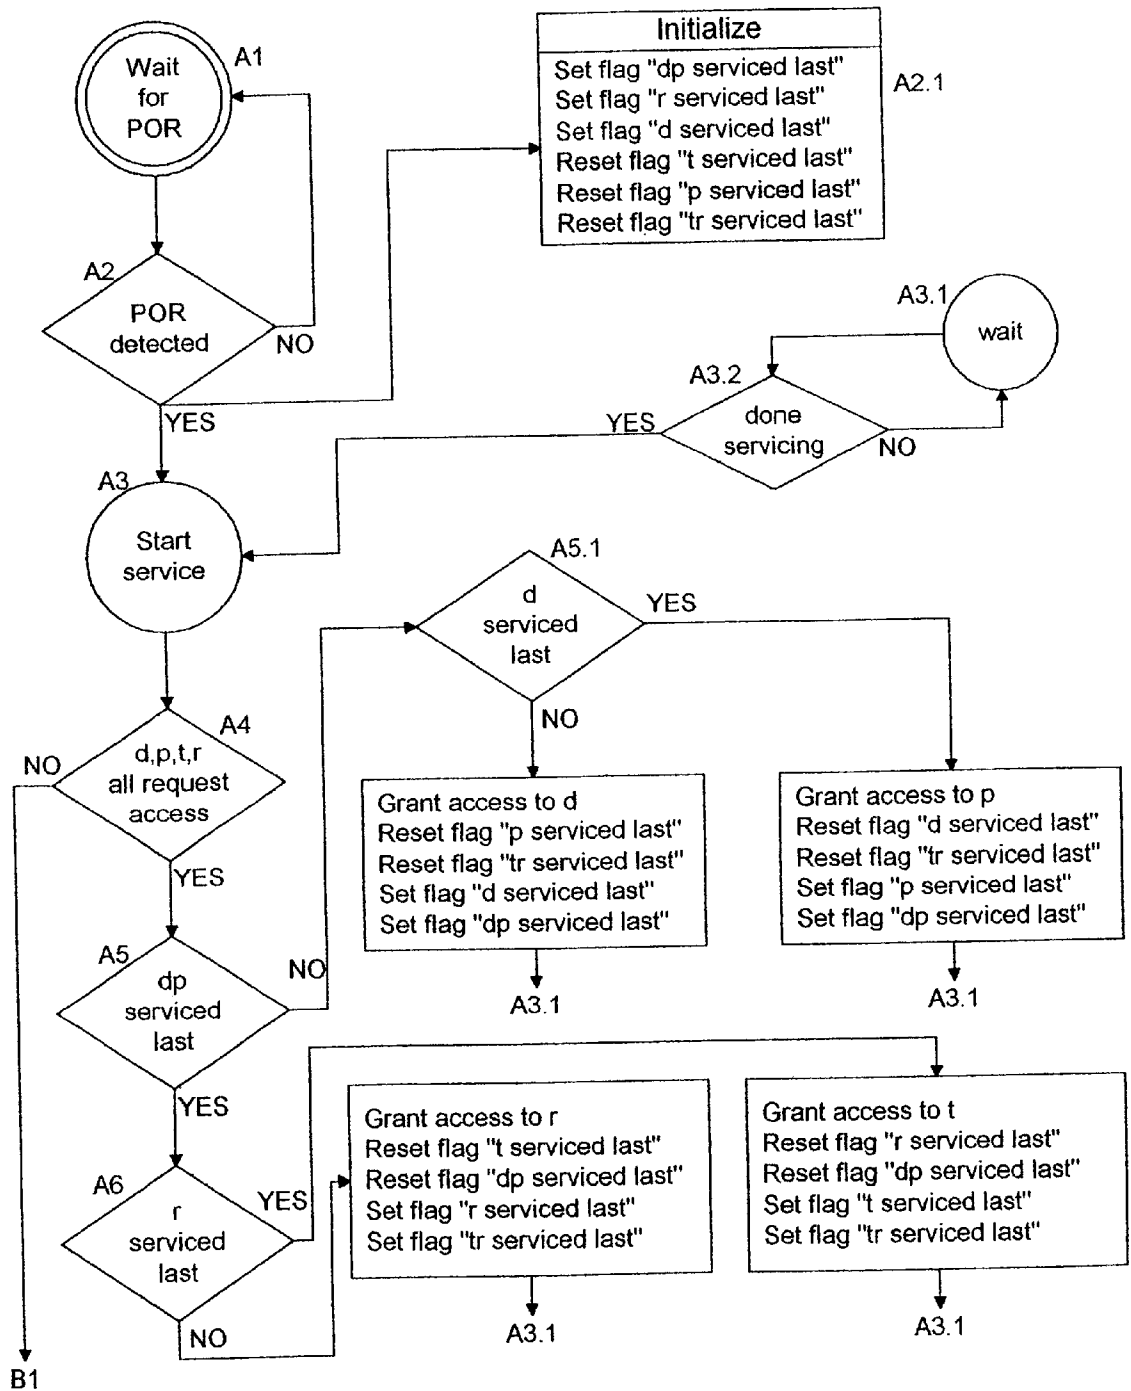 Wait
for
POR
A1
Initialize
Set flag "dp serviced last"
Set flag "r serviced last"
Set flag "d serviced last"
Reset flag "t serviced last"
Reset flag "p serviced last"
Reset flag "tr serviced last"
A2.1
A2
POR
detected
NO
YES
A3.1
wait
A3.2
done
servicing
YES
NO
A3
Start
service
A5.1
d
serviced
last
YES
NO
A4
d,p,t,r
all request
access
NO
YES
Grant access to d
Reset flag "p serviced last"
Reset flag "tr serviced last"
Set flag "d serviced last"
Set flag "dp serviced last"
A3.1
Grant access to p
Reset flag "d serviced last"
Reset flag "tr serviced last"
Set flag "p serviced last"
Set flag "dp serviced last"
A3.1
A5
dp
serviced
last
NO
YES
A6
r
serviced
last
YES
NO
Grant access to r
Reset flag "t serviced last"
Reset flag "dp serviced last"
Set flag "r serviced last"
Set flag "tr serviced last"
A3.1
Grant access to t
Reset flag "r serviced last"
Reset flag "dp serviced last"
Set flag "t serviced last"
Set flag "tr serviced last"
A3.1
B1